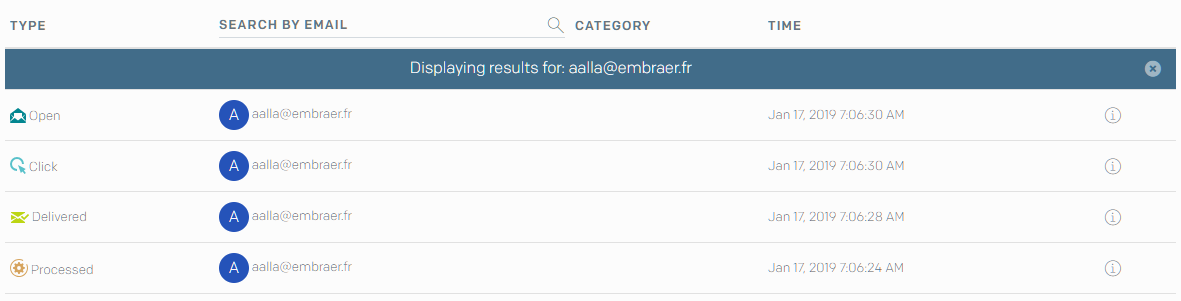 TYPE SEARCH BY EMAIL CATEGORY TIME
Displaying results for: aalla@embraer.fr
Open A aalla@embraer.fr Jan 17, 2019 7:06:30 AM
Click A aalla@embraer.fr Jan 17, 2019 7:06:30 AM
Delivered A aalla@embraer.fr Jan 17, 2019 7:06:28 AM
Processed A aalla@embraer.fr Jan 17, 2019 7:06:24 AM